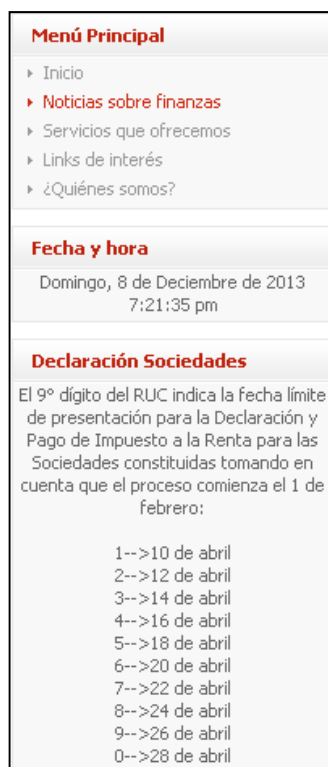 Menú Principal
Inicio
Noticias sobre finanzas
Servicios que ofrecemos
Links de interés
¿Quiénes somos?
Fecha y hora
Domingo, 8 de Deciembre de 2013
7:21:35 pm
Declaración Sociedades
El 9º dígito del RUC indica la fecha límite
de presentación para la Declaración y
Pago de Impuesto a la Renta para las
Sociedades constituidas tomando en
cuenta que el proceso comienza el 1 de
febrero:
1-->10 de abril
2-->12 de abril
3-->14 de abril
4-->16 de abril
5-->18 de abril
6-->20 de abril
7-->22 de abril
8-->24 de abril
9-->26 de abril
0-->28 de abril